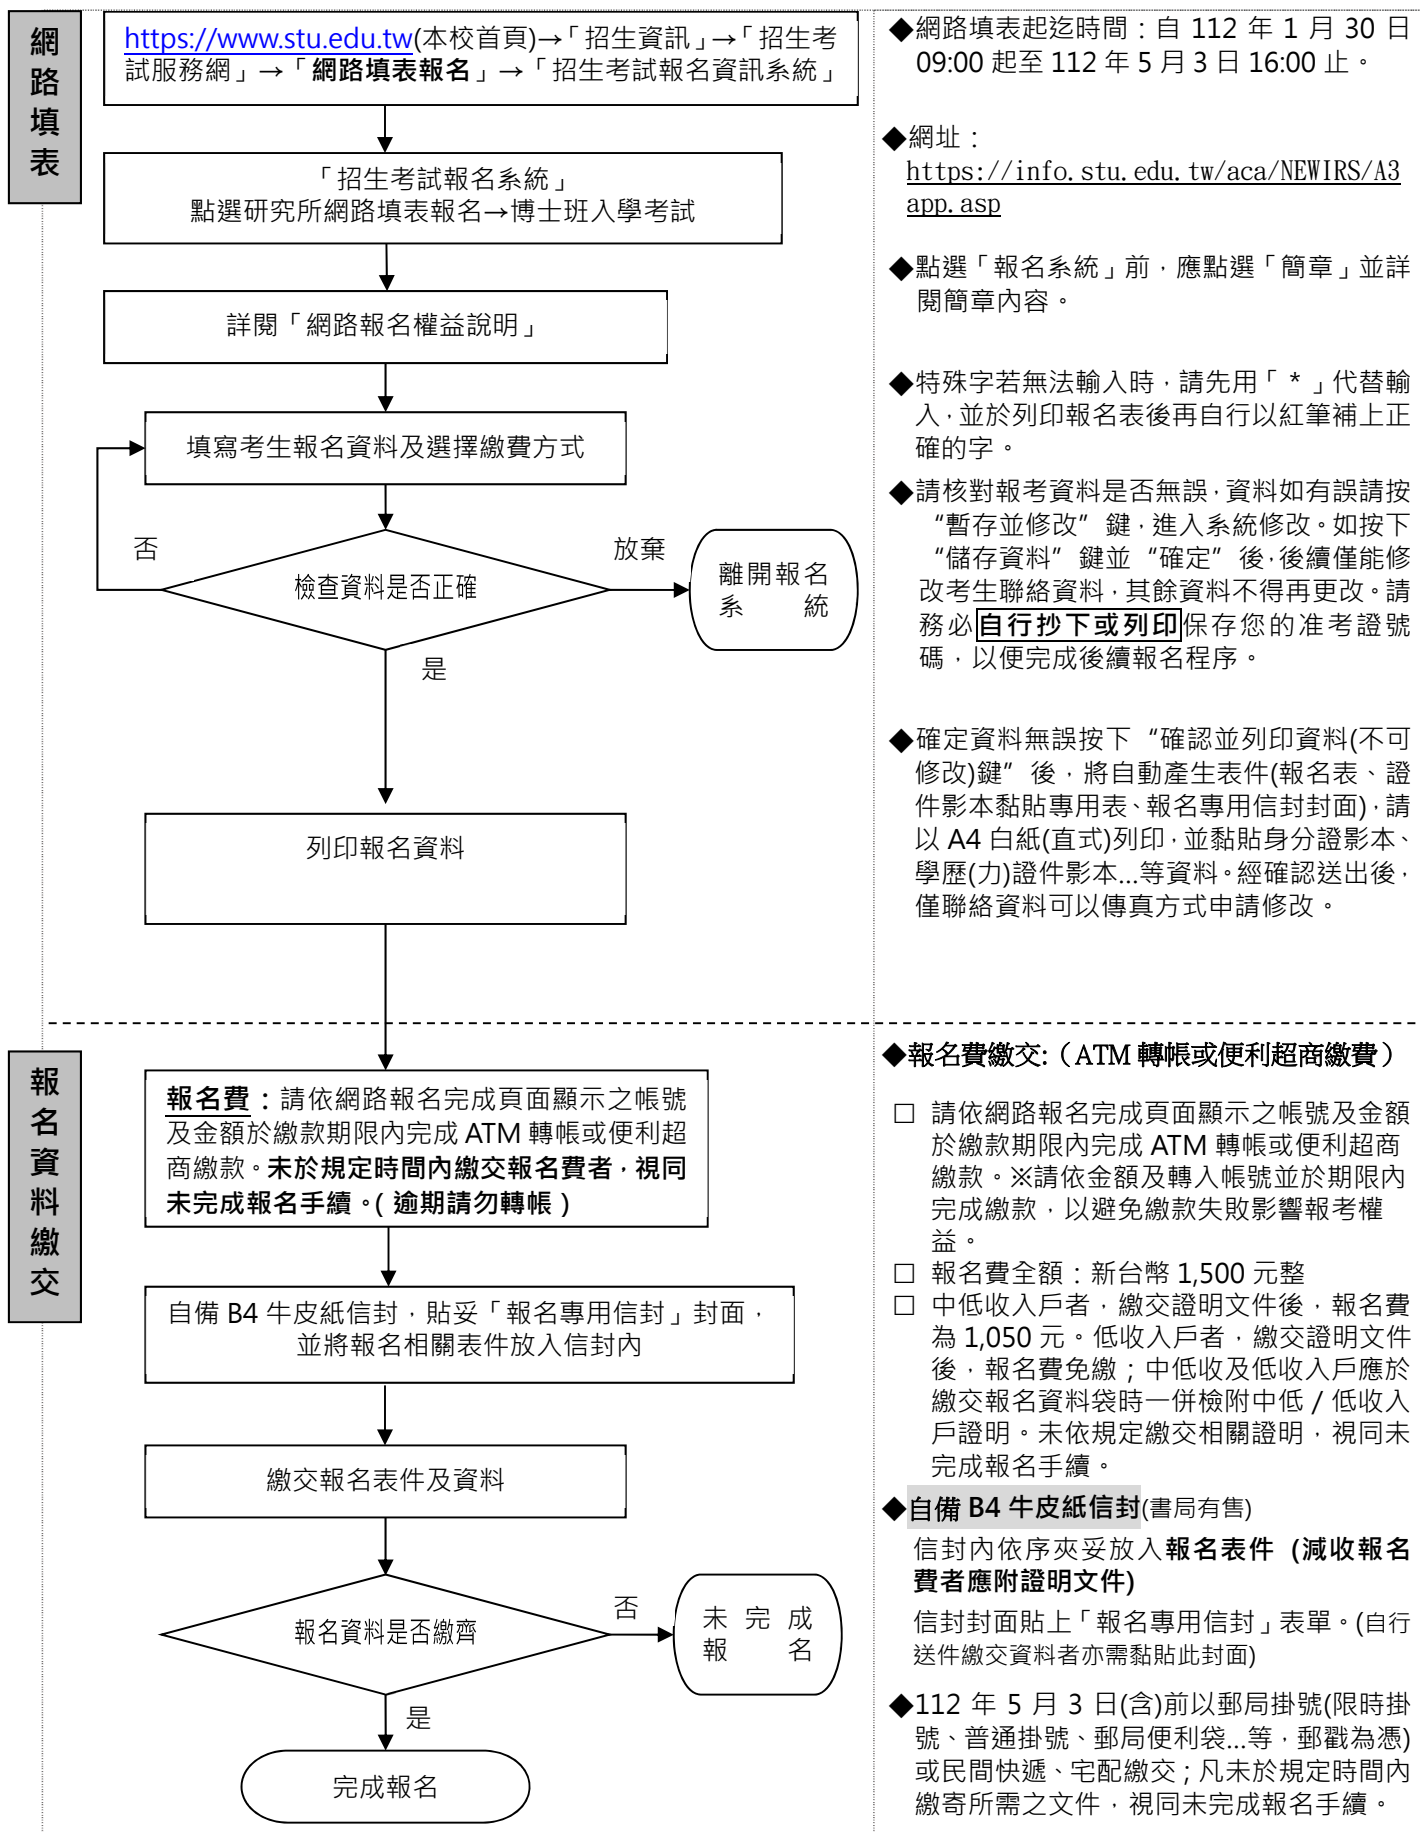 網
路
填
表
https://www.stu.edu.tw(本校首頁)→「招生資訊」→「招生考
試服務網」→「網路填表報名」→「招生考試報名資訊系統」
「招生考試報名系統」
點選研究所網路填表報名→博士班入學考試
詳閱「網路報名權益說明」
填寫考生報名資料及選擇繳費方式
否
檢查資料是否正確
放棄
離開報名
系 統
是
列印報名資料
◆網路填表起迄時間：自 112 年 1 月 30 日
09:00 起至 112 年 5 月 3 日 16:00 止。
◆網址：
https://info.stu.edu.tw/aca/NEWIRS/A3
app.asp
◆點選「報名系統」前，應點選「簡章」並詳
閱簡章內容。
◆特殊字若無法輸入時，請先用「 * 」代替輸
入，並於列印報名表後再自行以紅筆補上正
確的字。
◆請核對報考資料是否無誤，資料如有誤請按
“暫存並修改”鍵，進入系統修改。如按下
“儲存資料”鍵並“確定”後，後續僅能修
改考生聯絡資料，其餘資料不得再更改。請
務必自行抄下或列印保存您的准考證號
碼，以便完成後續報名程序。
◆確定資料無誤按下“確認並列印資料(不可
修改)鍵”後，將自動產生表件(報名表、證
件影本黏貼專用表、報名專用信封封面)，請
以 A4 白紙(直式)列印，並黏貼身分證影本、
學歷(力)證件影本…等資料。經確認送出後，
僅聯絡資料可以傳真方式申請修改。
報
名
資
料
繳
交
報名費：請依網路報名完成頁面顯示之帳號
及金額於繳款期限內完成 ATM 轉帳或便利超
商繳款。未於規定時間內繳交報名費者，視同
未完成報名手續。( 逾期請勿轉帳 )
自備 B4 牛皮紙信封，貼妥「報名專用信封」封面，
並將報名相關表件放入信封內
繳交報名表件及資料
報名資料是否繳齊
否
未 完 成
報 名
是
完成報名
◆報名費繳交:（ATM 轉帳或便利超商繳費）
□ 請依網路報名完成頁面顯示之帳號及金額
於繳款期限內完成 ATM 轉帳或便利超商
繳款。※請依金額及轉入帳號並於期限內
完成繳款，以避免繳款失敗影響報考權
益。
□ 報名費全額：新台幣 1,500 元整
□ 中低收入戶者，繳交證明文件後，報名費
為 1,050 元。低收入戶者，繳交證明文件
後，報名費免繳；中低收及低收入戶應於
繳交報名資料袋時一併檢附中低 / 低收入
戶證明。未依規定繳交相關證明，視同未
完成報名手續。
◆自備 B4 牛皮紙信封(書局有售)
信封內依序夾妥放入報名表件 (減收報名
費者應附證明文件)
信封封面貼上「報名專用信封」表單。(自行
送件繳交資料者亦需黏貼此封面)
◆112 年 5 月 3 日(含)前以郵局掛號(限時掛
號、普通掛號、郵局便利袋…等，郵戳為憑)
或民間快遞、宅配繳交；凡未於規定時間內
繳寄所需之文件，視同未完成報名手續。